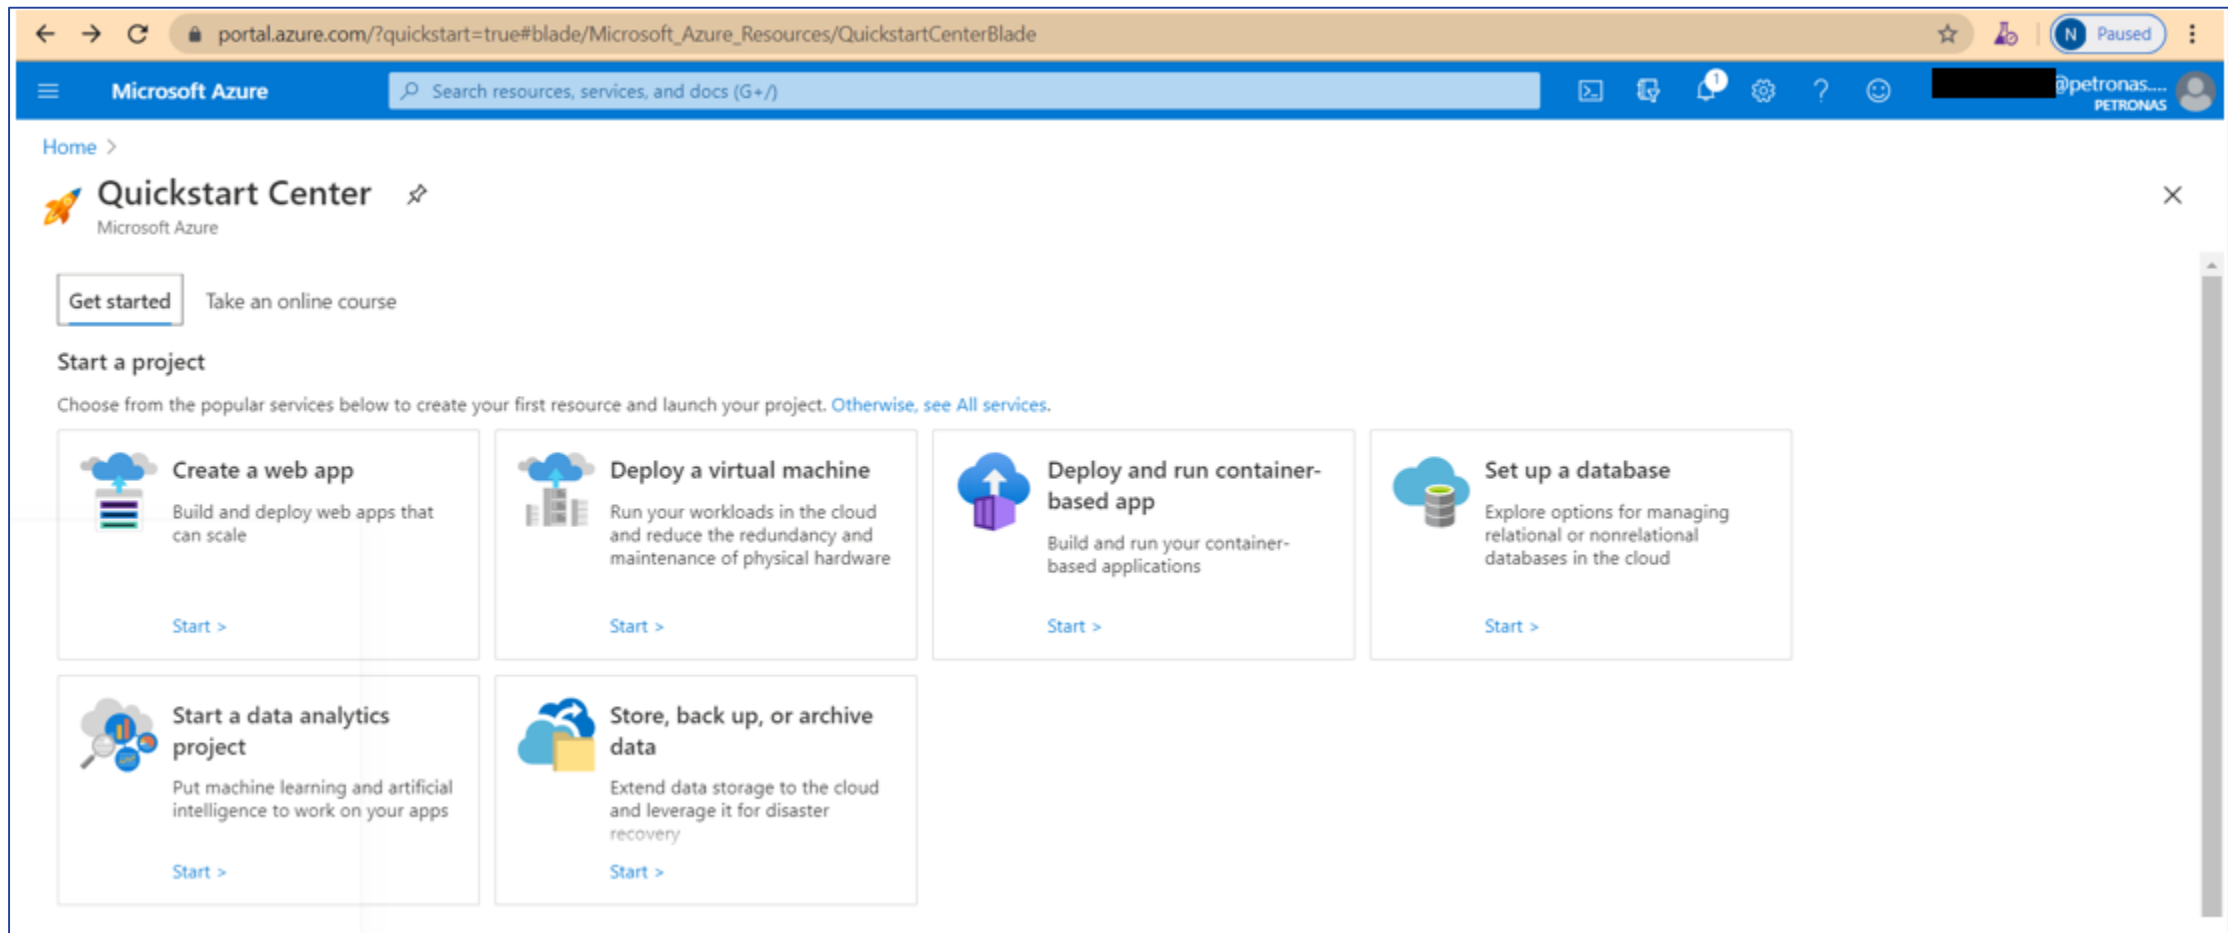 portal.azure.com/?quickstart=true#blade/Microsoft_Azure_Resources/QuickstartCenterBlade
N Paused
Microsoft Azure
Search resources, services, and docs (G+/)
1
@petronas....
PETRONAS
Home >
Quickstart Center
Microsoft Azure
Get started
Take an online course
Start a project
Choose from the popular services below to create your first resource and launch your project. Otherwise, see All services.
Create a web app
Build and deploy web apps that
can scale
Start >
Deploy a virtual machine
Run your workloads in the cloud
and reduce the redundancy and
maintenance of physical hardware
Start >
Deploy and run container-
based app
Build and run your container-
based applications
Start >
Set up a database
Explore options for managing
relational or nonrelational
databases in the cloud
Start >
Start a data analytics
project
Put machine learning and artificial
intelligence to work on your apps
Start >
Store, back up, or archive
data
Extend data storage to the cloud
and leverage it for disaster
recovery
Start >